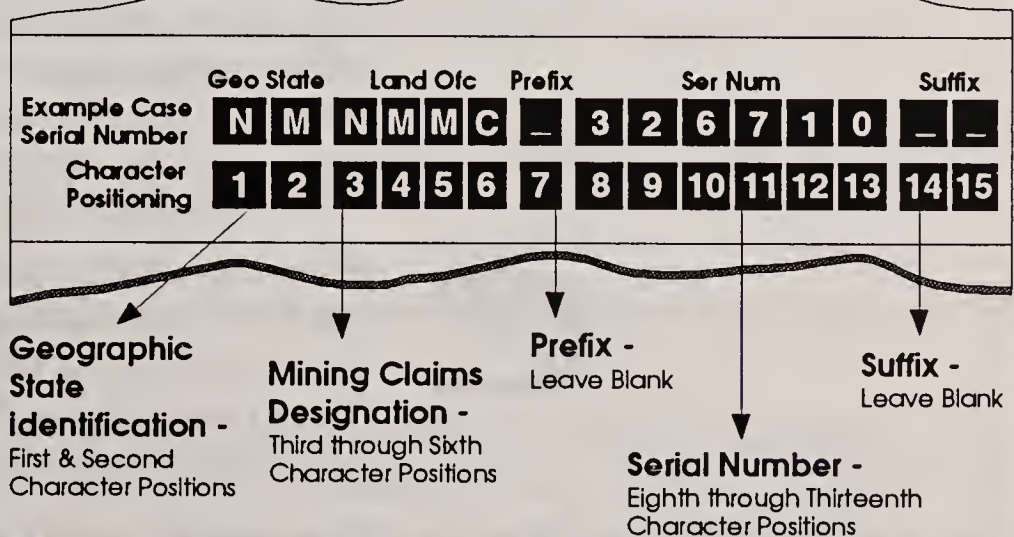 Geo State Land Ofc Prefix Ser Num Suffix
Example Case
Serial Number
N M N M M C _ 3 2 6 7 1 0 _ _
Character
Positioning
1 2 3 4 5 6 7 8 9 10 11 12 13 14 15
Geographic
State
identification -
First & Second
Character Positions
Mining Claims
Designation -
Third through Sixth
Character Positions
Prefix -
Leave Blank
Serial Number -
Eighth through Thirteenth
Character Positions
Suffix -
Leave Blank